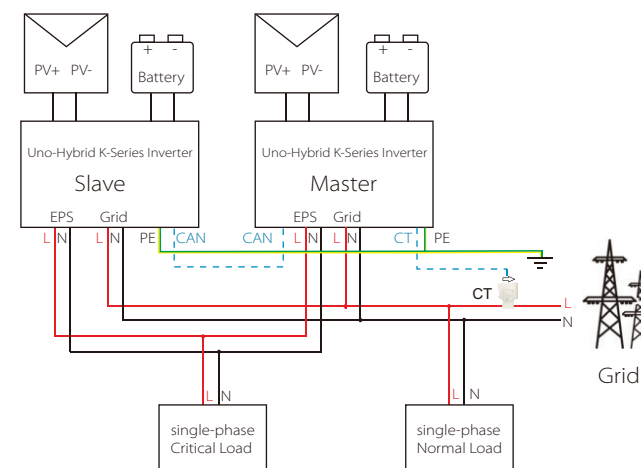 PV+ PV-
+ -
Battery
PV+ PV-
+ -
Battery
Uno-Hybrid K-Series Inverter
Slave
EPS Grid
Uno-Hybrid K-Series Inverter
Master
EPS Grid
L N L N PE CAN
CAN L N L N CT PE
CT
L
N
Grid
L N
L N
single-phase
Critical Load
single-phase
Normal Load